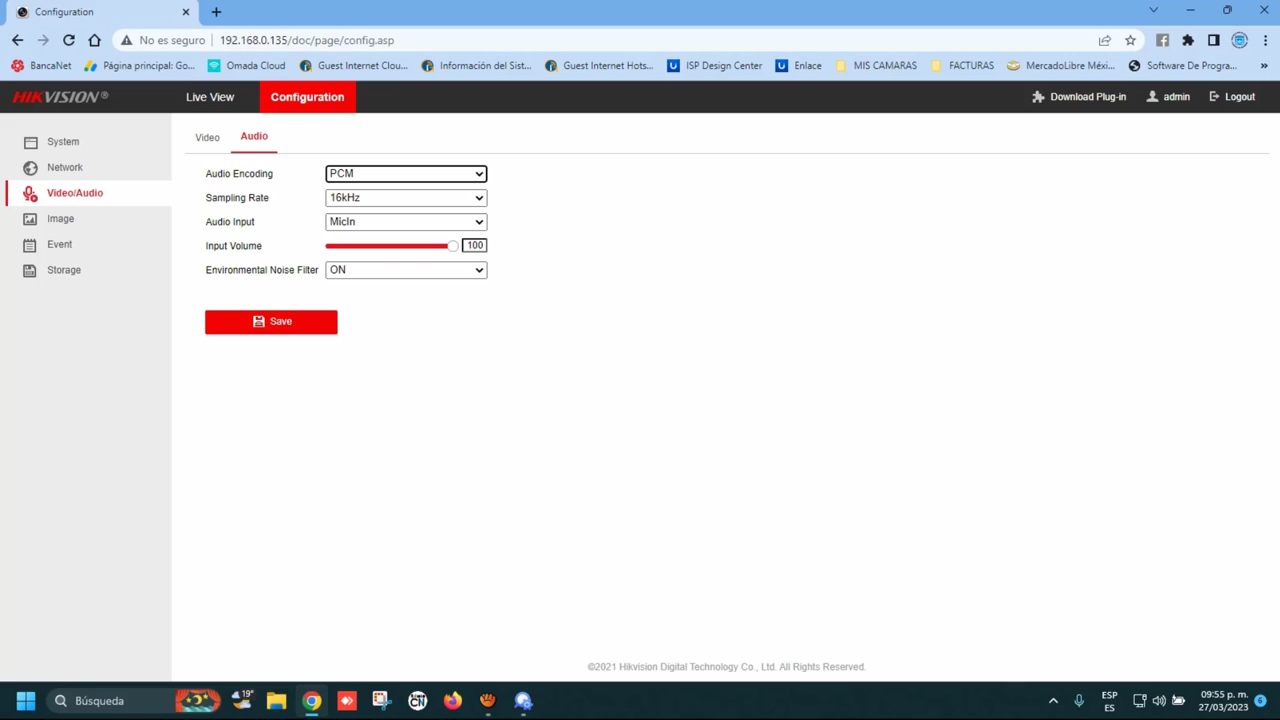 Configuration
No es seguro 192.168.0.135/doc/page/config.asp
BancaNet Página principal: Go... Omada Cloud Guest Internet Clou... Información del Sist... Guest Internet Hots... ISP Design Center Enlace MIS CAMARAS FACTURAS MercadoLibre Méxi... Software De Progra... »
HIKVISION® Live View Configuration Download Plug-in admin Logout
System
Network
Video/Audio
Image
Event
Storage
Video Audio
Audio Encoding PCM
Sampling Rate 16kHz
Audio Input MicIn
Input Volume 100
Environmental Noise Filter ON
Save
©2021 Hikvision Digital Technology Co., Ltd. All Rights Reserved.
Búsqueda 19° CN
ESP
ES
09:55 p. m.
27/03/2023
6